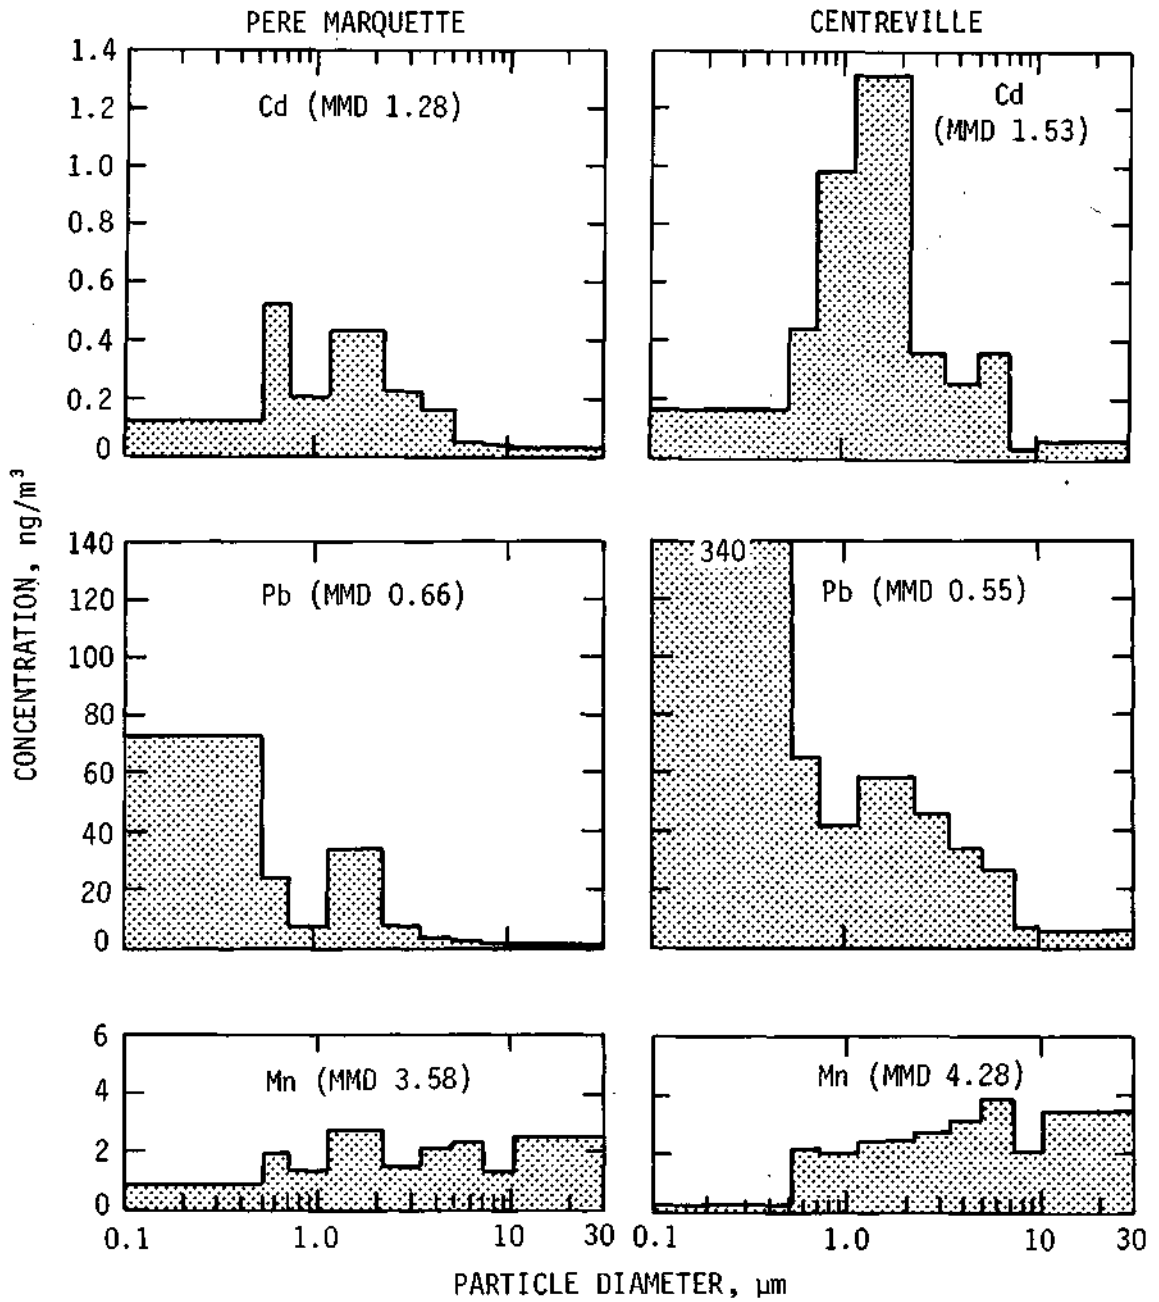 PERE MARQUETTE
CENTREVILLE
1.4
1.2
1.0
0.8
0.6
0.4
0.2
0
Cd (MMD 1.28)
Cd
(MMD 1.53)
CONCENTRATION, ng/m³
140
120
100
80
60
40
20
0
Pb (MMD 0.66)
340
Pb (MMD 0.55)
6
4
2
0
Mn (MMD 3.58)
Mn (MMD 4.28)
0.1 1.0 10 30 0.1 1.0 10 30
PARTICLE DIAMETER, μm